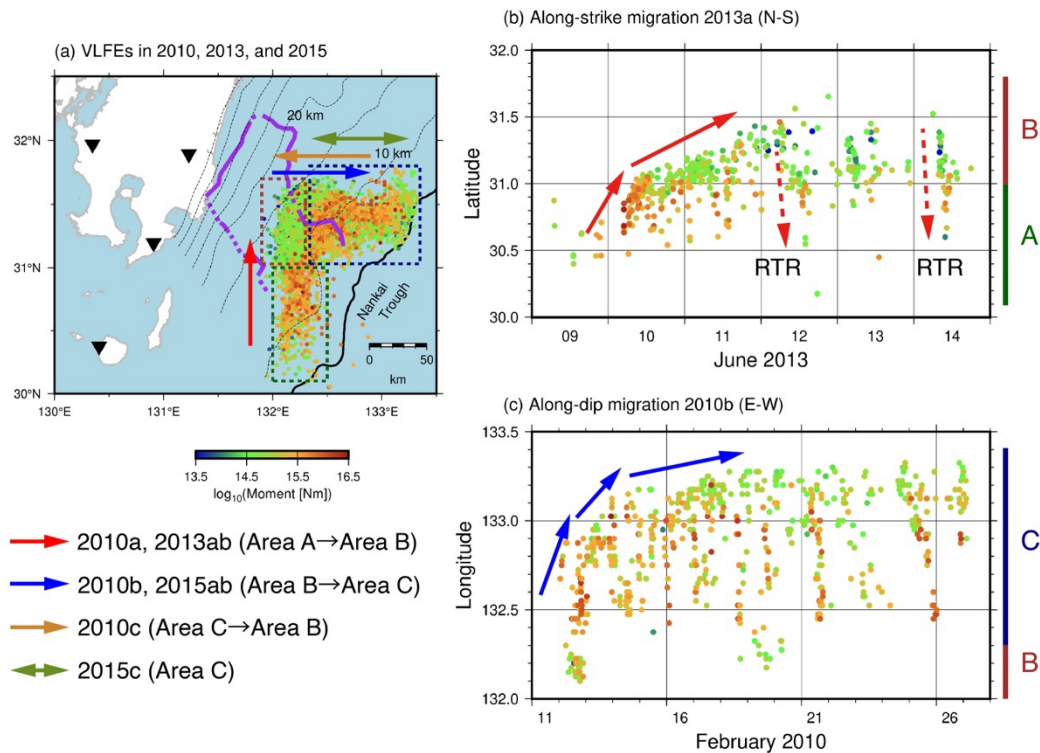 (a) VLFEs in 2010, 2013, and 2015
32°N
31°N
30°N
130°E
131°E
132°E
133°E
20 km
10 km
Nankai
Trough
0
50
km
13.5
14.5
15.5
16.5
log10(Moment [Nm])
2010a, 2013ab (Area A→Area B)
2010b, 2015ab (Area B→Area C)
2010c (Area C→Area B)
2015c (Area C)
(b) Along-strike migration 2013a (N-S)
32.0
31.5
31.0
30.5
30.0
Latitude
RTR
RTR
09
10
11
12
13
14
June 2013
B
A
(c) Along-dip migration 2010b (E-W)
133.5
133.0
132.5
132.0
Longitude
11
16
21
26
February 2010
C
B